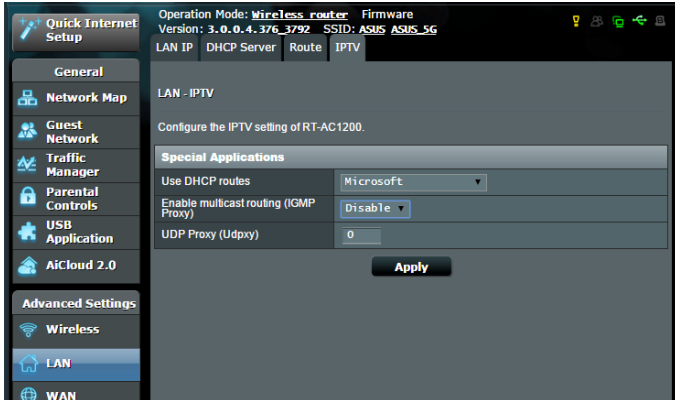 Quick Internet
Setup
Operation Mode: Wireless router Firmware
Version: 3.0.0.4.376_3792 SSID: ASUS ASUS_5G
LAN IP DHCP Server Route IPTV
General
Network Map
Guest
Network
Traffic
Manager
Parental
Controls
USB
Application
AiCloud 2.0
Advanced Settings
Wireless
LAN
WAN
LAN - IPTV
Configure the IPTV setting of RT-AC1200.
Special Applications
Use DHCP routes Microsoft
Enable multicast routing (IGMP
Proxy) Disable
UDP Proxy (Udpxy) 0
Apply